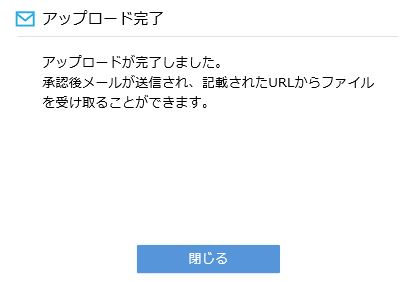 アップロード完了
アップロードが完了しました。
承認後メールが送信され、記載されたURLからファイル
を受け取ることができます。
閉じる